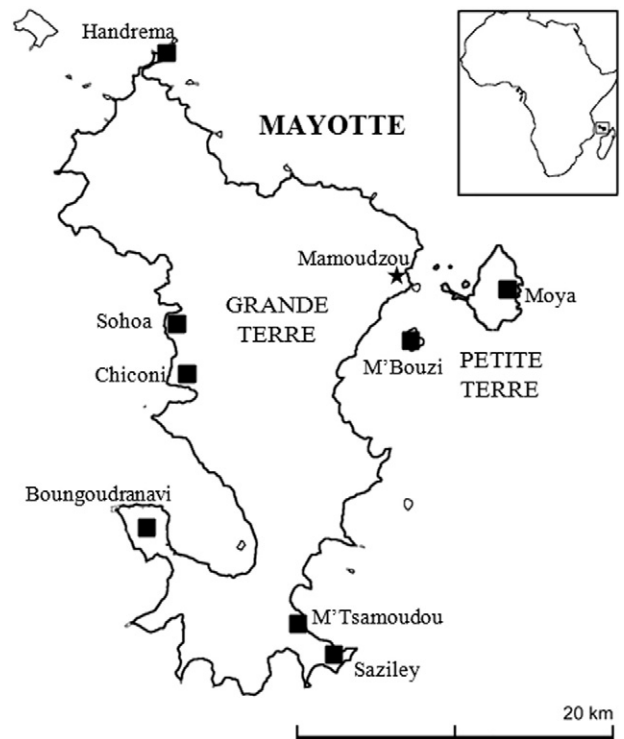 Handrema
MAYOTTE
Mamoudzou
GRANDE
TERRE
Moya
Sohoa
M'Bouzi
PETITE
TERRE
Chiconi
Boungoudranavi
M'Tsamoudou
Saziley
20 km